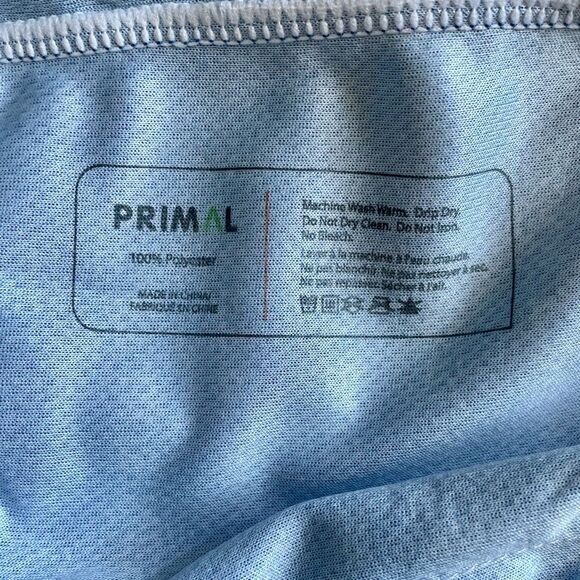 PRIMAL
100% Polyester
MADE IN CHINA/
FABRIQUE EN CHINE
Machine Wash Warm. Drip Dry
Do Not Dry Clean. Do Not Iron.
No Bleach.
Laver à la machine à l'eau chaude.
Ne pas blanchir. Ne pas nettoyer à sec.
Ne pas repasser. Sécher à l'air.